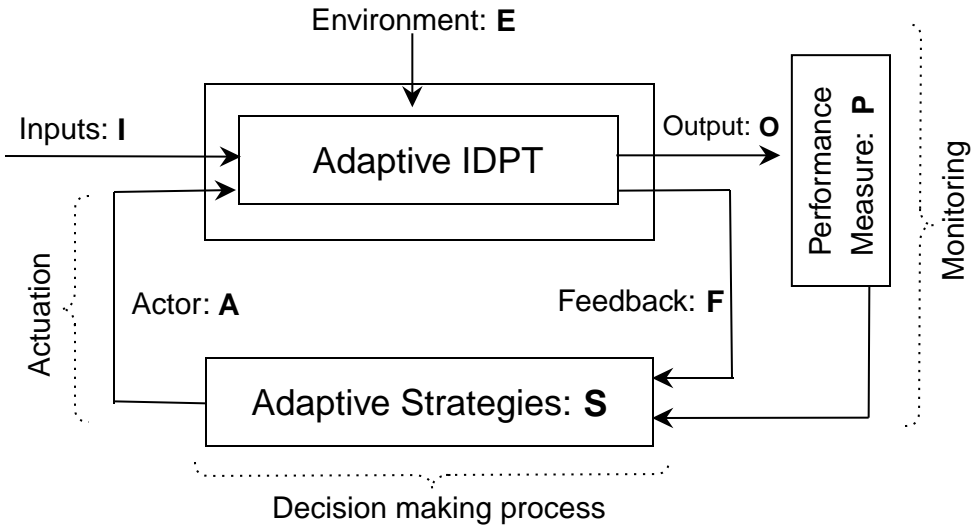 Environment: E
Inputs: I
Adaptive IDPT
Output: O
Performance
Measure: P
Monitoring
Actuation
Actor: A
Feedback: F
Adaptive Strategies: S
Decision making process